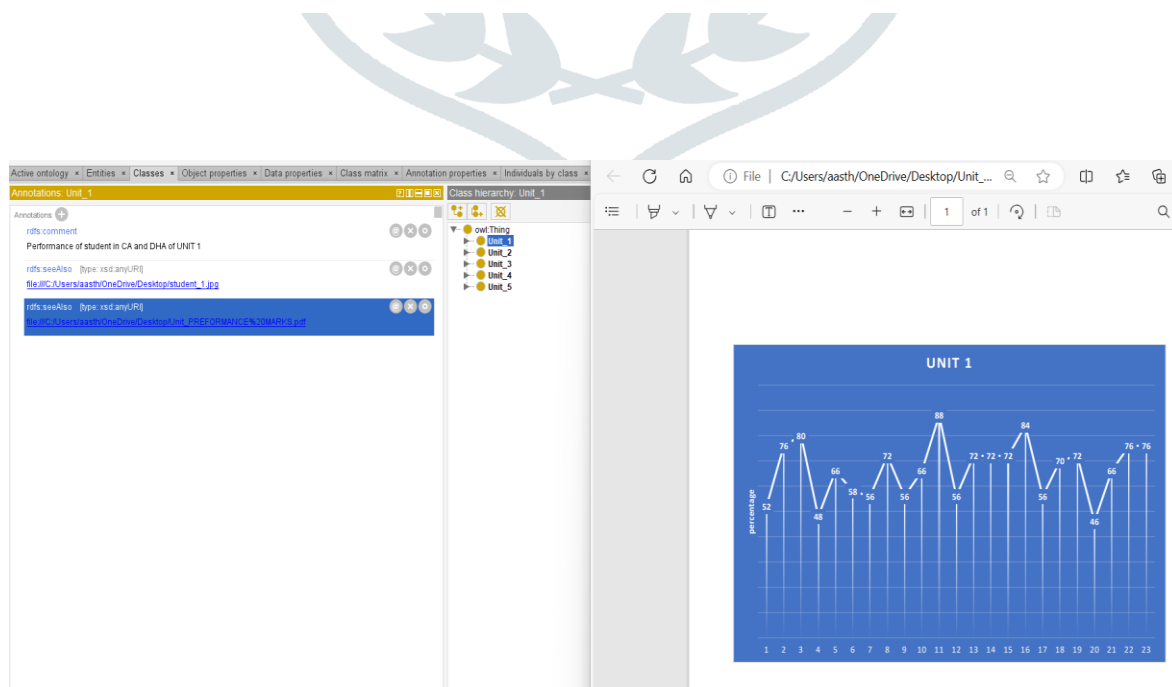 Active ontology × Entities × Classes × Object properties × Data properties × Class matrix × Annotation properties × Individuals by class ×
Annotations: Unit_1
Annotations
rdfs:comment
Performance of student in CA and DHA of UNIT 1
rdfs:seeAlso [type: xsd:anyURI]
file:///C:/Users/aasth/OneDrive/Desktop/student_1.jpg
rdfs:seeAlso [type: xsd:anyURI]
file:///C:/Users/aasth/OneDrive/Desktop/Unit_PREFORMANCE%20MARKS.pdf
Class hierarchy: Unit_1
owl:Thing
Unit_1
Unit_2
Unit_3
Unit_4
Unit_5
File | C:/Users/aasth/OneDrive/Desktop/Unit_...
1 of 1
UNIT 1
percentage
52 76 80 48 66 58 56 72 56 66 88 56 72 72 72 84 56 70 72 46 66 76 76
1 2 3 4 5 6 7 8 9 10 11 12 13 14 15 16 17 18 19 20 21 22 23